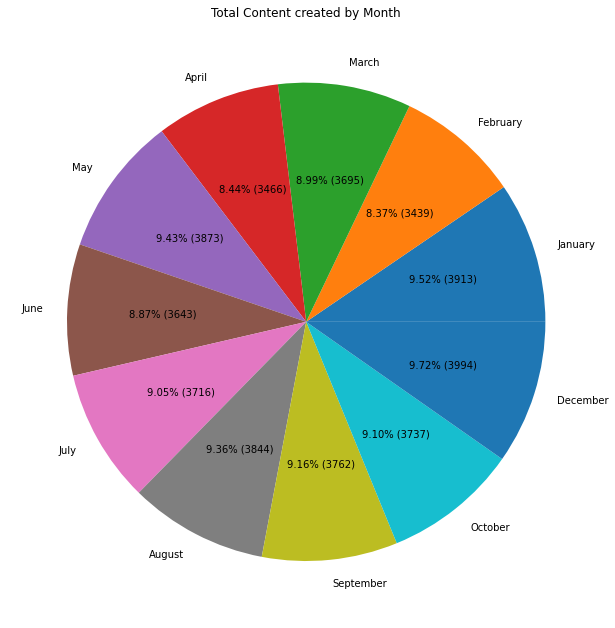 Total Content created by Month
March
April
February
May
8.99% (3695)
8.44% (3466)
8.37% (3439)
9.43% (3873)
January
9.52% (3913)
June
8.87% (3643)
9.72% (3994)
9.05% (3716)
December
9.10% (3737)
July
9.36% (3844)
9.16% (3762)
October
August
September